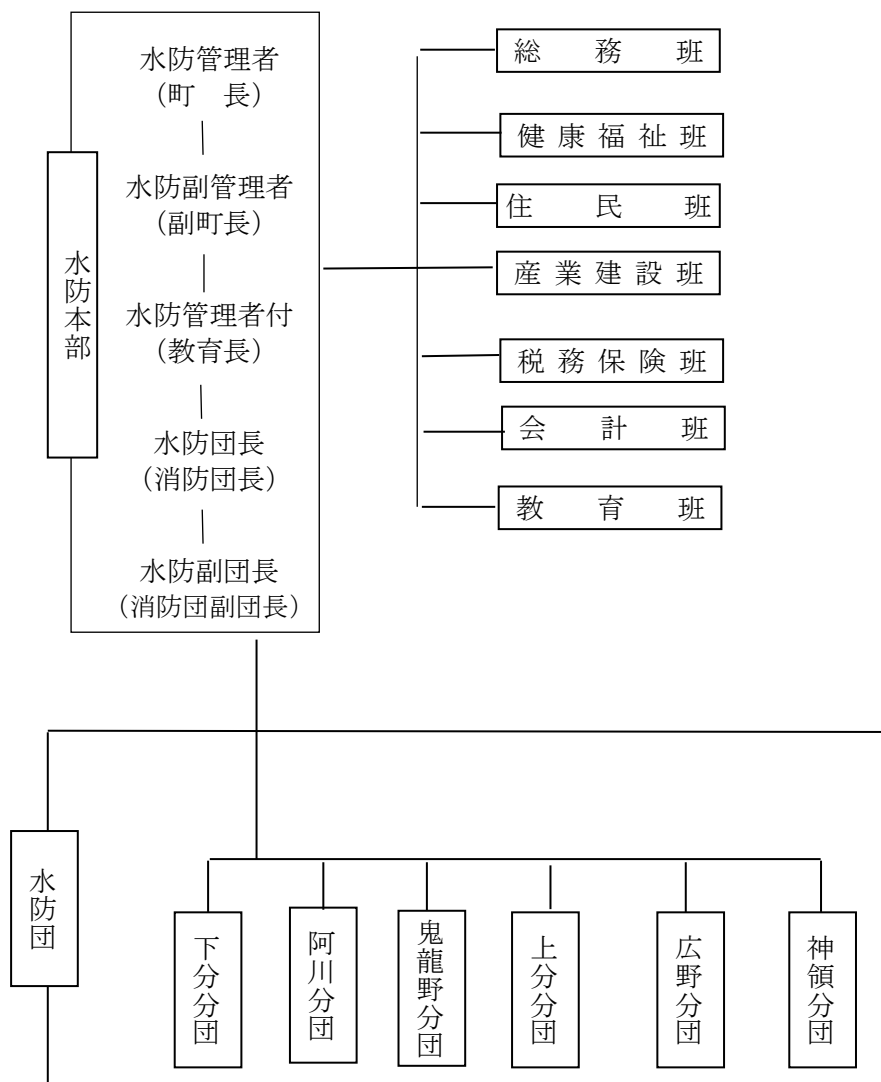 水防本部
水防管理者
（町　長）
水防副管理者
（副町長）
水防管理者付
（教育長）
水防団長
（消防団長）
水防副団長
（消防団副団長）
総　務　班
健康福祉班
住　民　班
産業建設班
税務保険班
会　計　班
教　育　班
水防団
下分分団
阿川分団
鬼龍野分団
上分分団
広野分団
神領分団